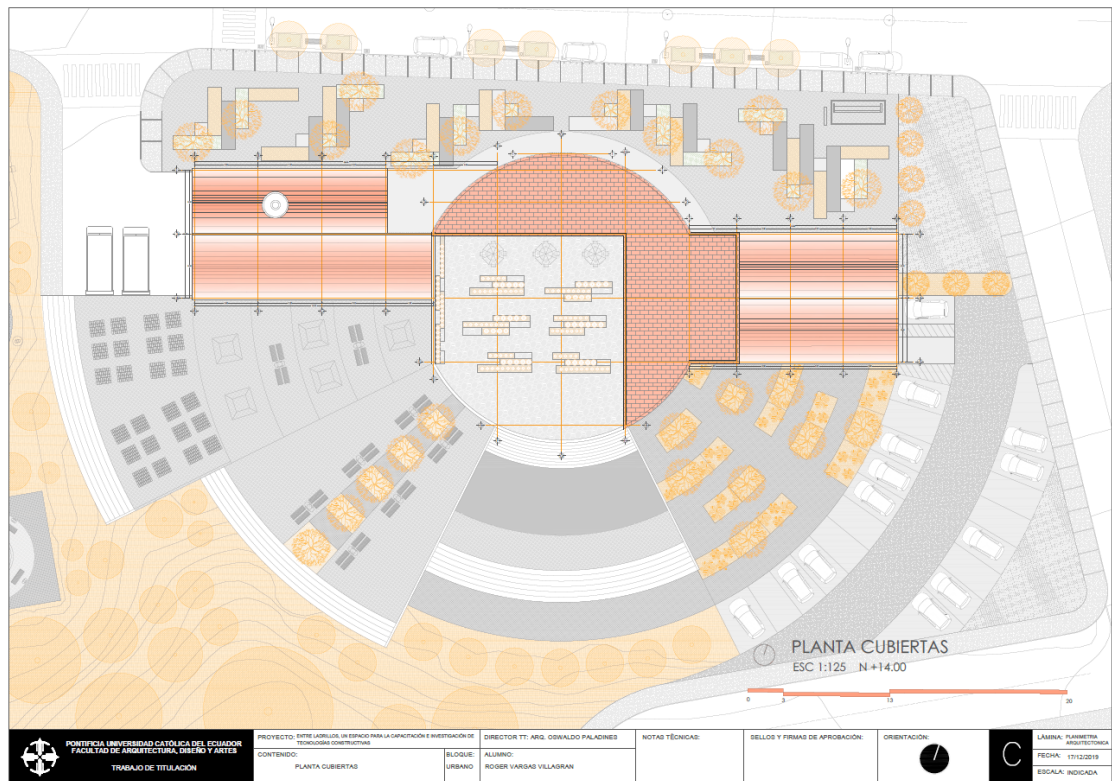 PLANTA CUBIERTAS
ESC 1:125 N +14.00
0 3 13 30
PONTIFICIA UNIVERSIDAD CATÓLICA DEL ECUADOR
FACULTAD DE ARQUITECTURA, DISEÑO Y ARTES
TRABAJO DE TITULACIÓN
PROYECTO: ENTRE LADRILLOS, UN ESPACIO PARA LA CAPACITACIÓN E INVESTIGACIÓN DE
TECNOLOGÍAS CONSTRUCTIVAS
CONTENIDO:
PLANTA CUBIERTAS
BLOQUE:
URBANO
DIRECTOR TT: ARQ. OSWALDO PALADINES
ALUMNO:
ROGER VARGAS VILLAGRAN
NOTAS TÉCNICAS:
SELLOS Y FIRMAS DE APROBACIÓN:
ORIENTACIÓN:
C
LÁMINA: PLANIMETRIA
ARQUITECTONICA
FECHA: 17/12/2019
ESCALA: INDICADA